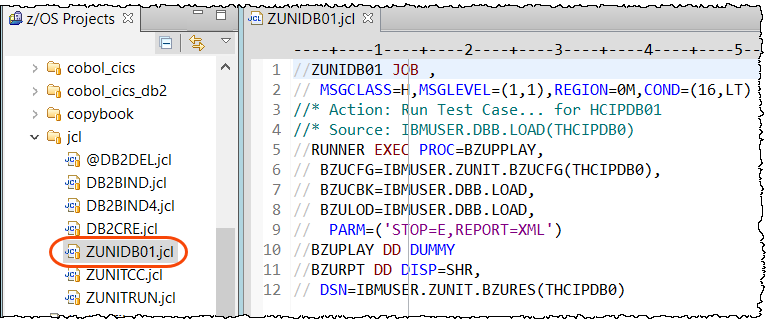 z/OS Projects
cobol_cics
cobol_cics_db2
copybook
jcl
@DB2DEL.jcl
DB2BIND.jcl
DB2BIND4.jcl
DB2CRE.jcl
ZUNIDB01.jcl
ZUNITCC.jcl
ZUNITRUN.jcl
ZUNIDB01.jcl
----+----1----+----2----+----3----+----4----+----5--
1 //ZUNIDB01 JOB ,
2 // MSGCLASS=H,MSGLEVEL=(1,1),REGION=0M,COND=(16,LT)
3 //* Action: Run Test Case... for HCIPDB01
4 //* Source: IBMUSER.DBB.LOAD(THCIPDB0)
5 //RUNNER EXEC PROC=BZUPPLAY,
6 // BZUCFG=IBMUSER.ZUNIT.BZUCFG(THCIPDB0),
7 // BZUCBK=IBMUSER.DBB.LOAD,
8 // BZULOD=IBMUSER.DBB.LOAD,
9 //  PARM=('STOP=E,REPORT=XML')
10 //BZUPLAY DD DUMMY
11 //BZURPT DD DISP=SHR,
12 // DSN=IBMUSER.ZUNIT.BZURES(THCIPDB0)